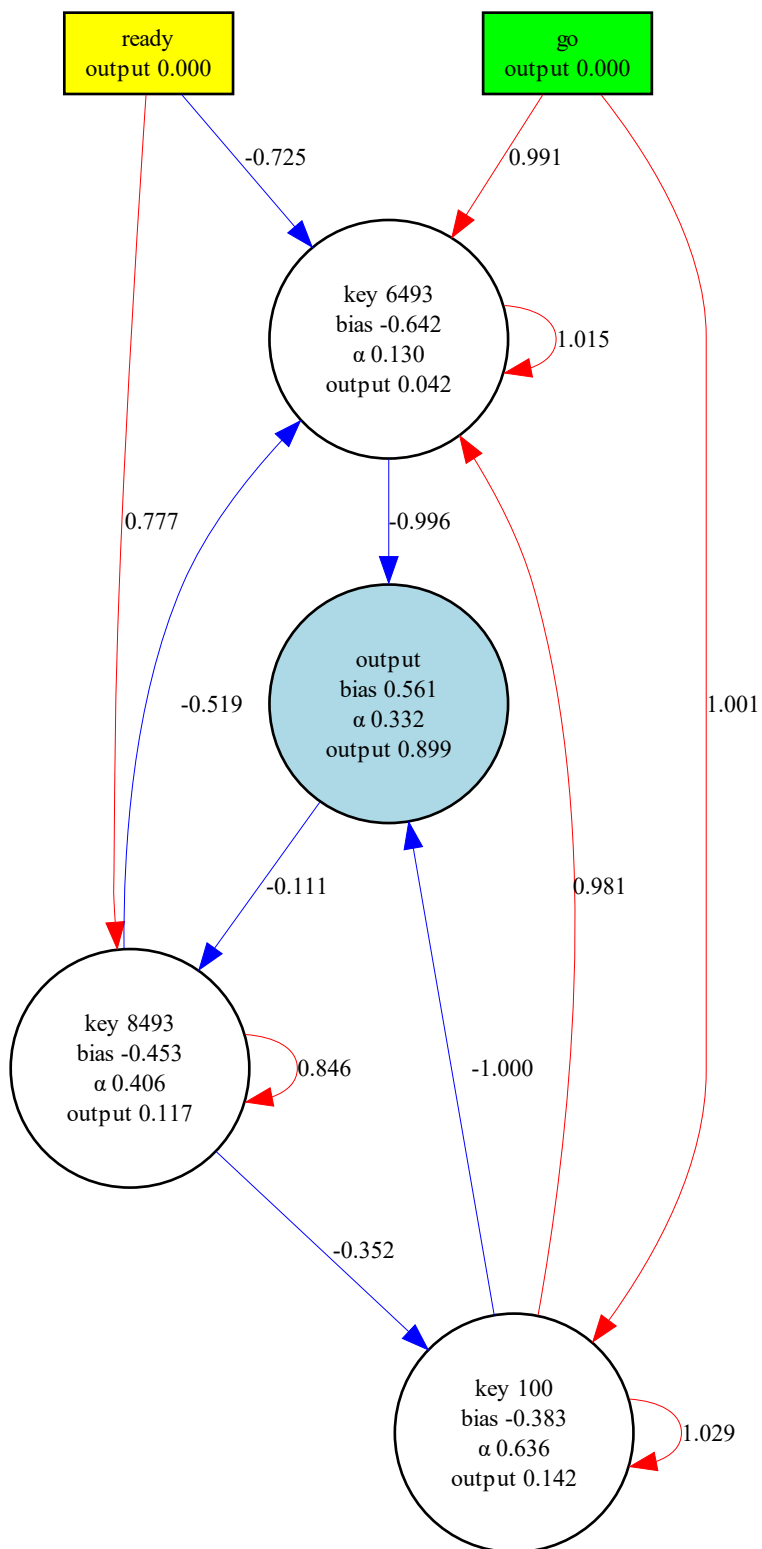 ready
output 0.000
go
output 0.000
-0.725
0.991
key 6493
bias -0.642
α 0.130
output 0.042
1.015
0.777
-0.996
output
bias 0.561
α 0.332
output 0.899
-0.519
1.001
-0.111
0.981
key 8493
bias -0.453
α 0.406
output 0.117
0.846
-1.000
-0.352
key 100
bias -0.383
α 0.636
output 0.142
1.029